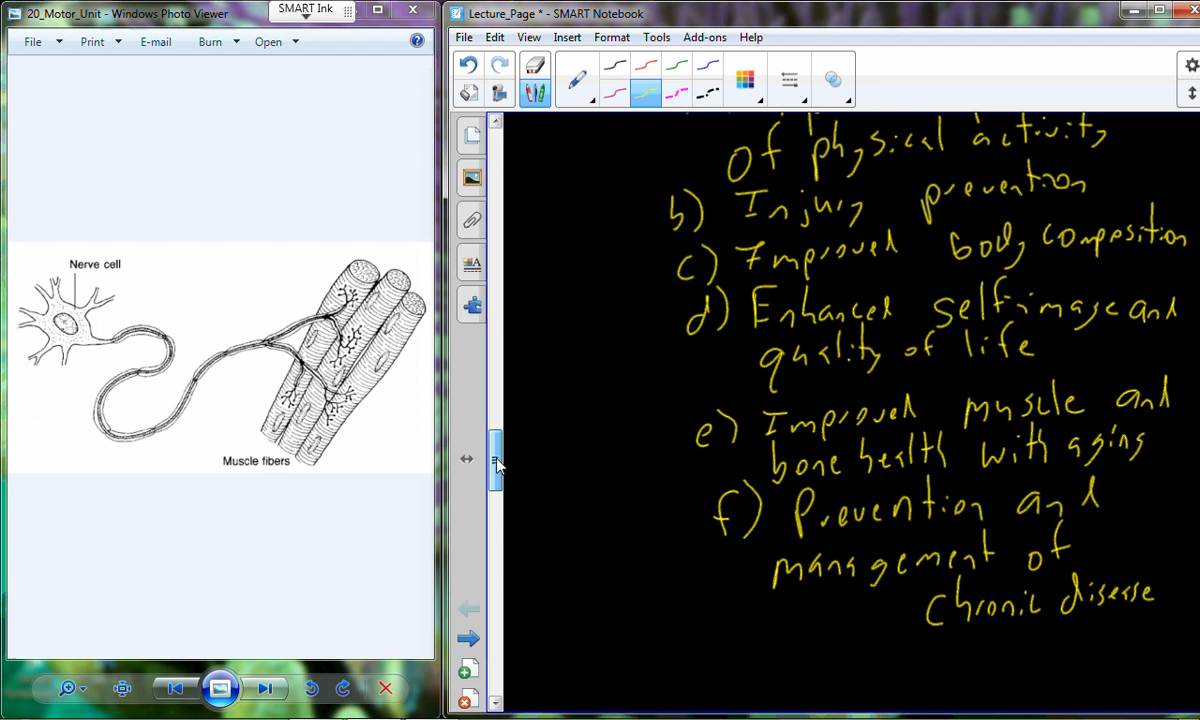 20_Motor_Unit - Windows Photo Viewer
SMART Ink
File Print E-mail Burn Open
Nerve cell
Muscle fibers
Lecture_Page * - SMART Notebook
File Edit View Insert Format Tools Add-ons Help
of physical activity
b) Injury prevention
c) Improved body composition
d) Enhanced self-image and
quality of life
e) Improved muscle and
bone health with aging
f) Prevention and
management of
chronic disease